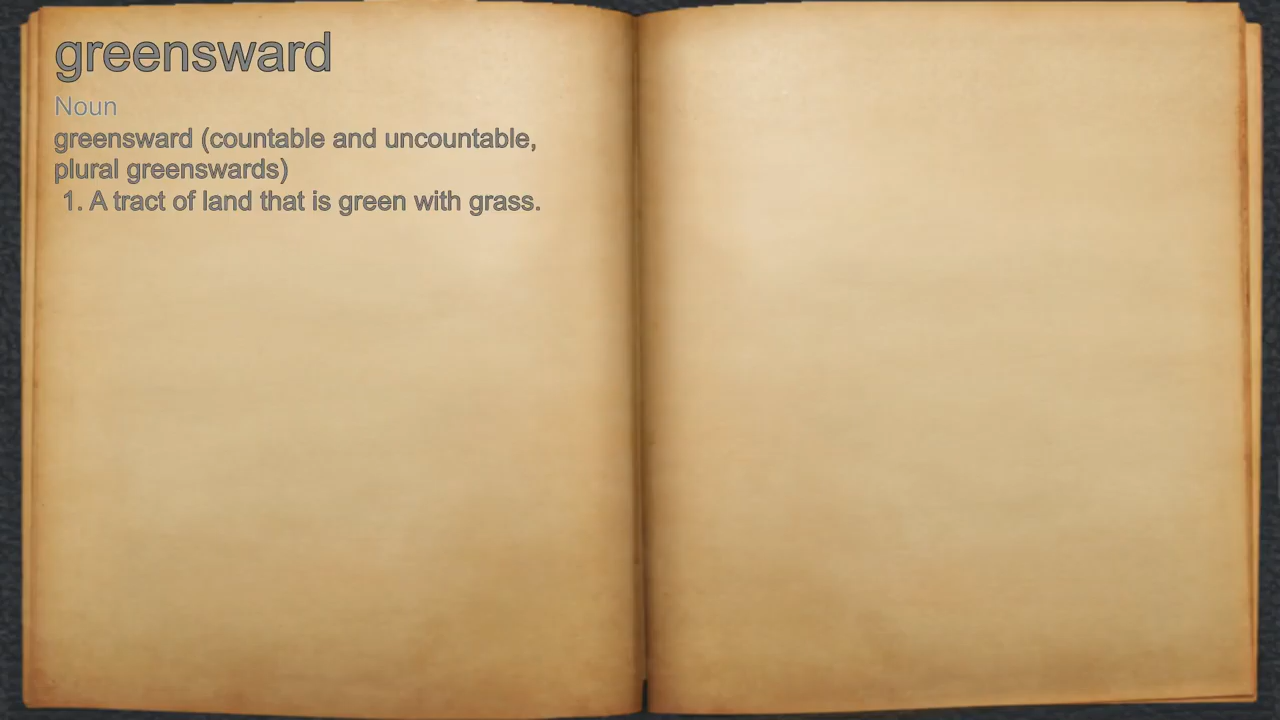 greensward
Noun
greensward (countable and uncountable,
plural greenswards)
1. A tract of land that is green with grass.